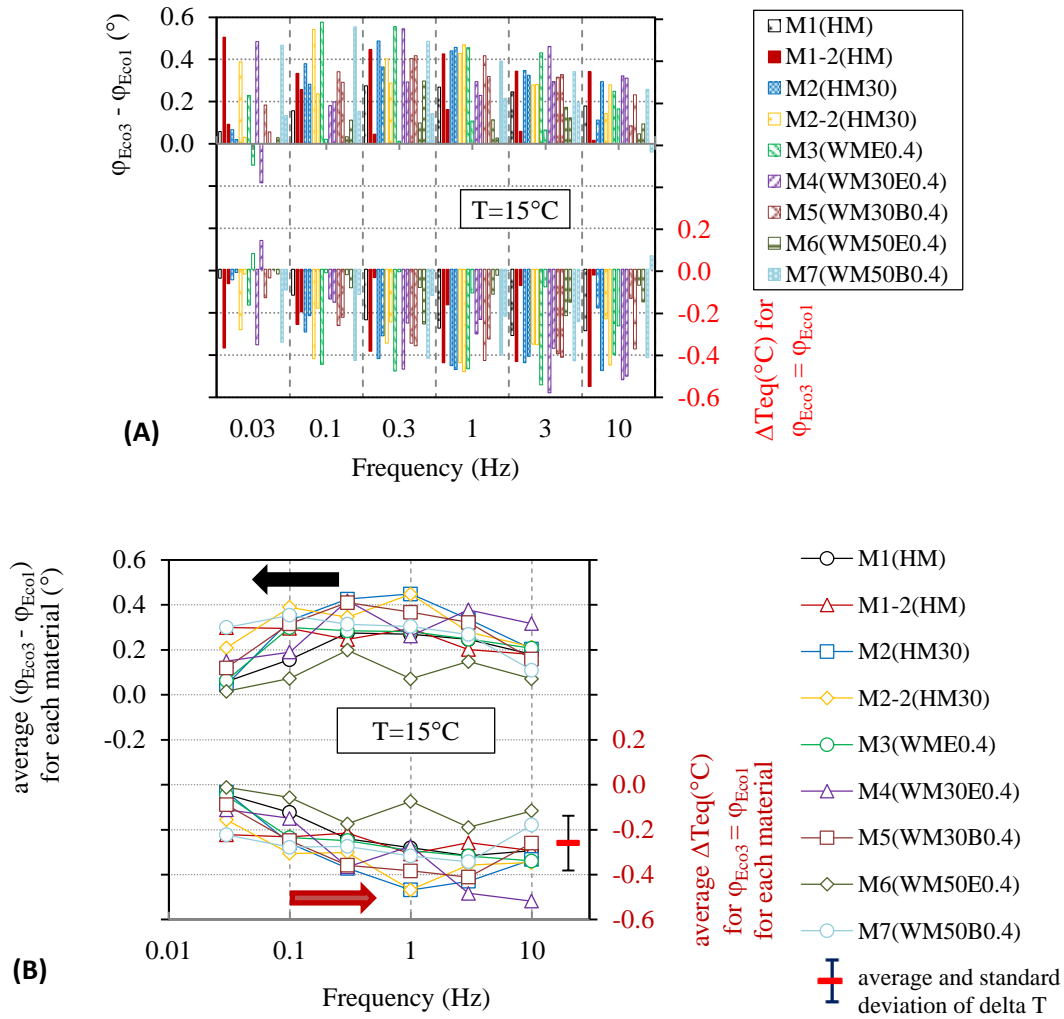 φEco3 - φEco1 (°)
0.6
0.4
0.2
0.0
T=15°C
0.2
0.0
-0.2
-0.4
-0.6
ΔTeq(°C) for
φEco3 = φEco1
0.03 0.1 0.3 1 3 10
Frequency (Hz)
(A)
M1(HM)
M1-2(HM)
M2(HM30)
M2-2(HM30)
M3(WME0.4)
M4(WM30E0.4)
M5(WM30B0.4)
M6(WM50E0.4)
M7(WM50B0.4)
average (φEco3 - φEco1)
for each material (°)
0.6
0.4
0.2
0.0
-0.2
T=15°C
0.2
0.0
-0.2
-0.4
-0.6
average ΔTeq(°C)
for φEco3 = φEco1
for each material
0.01 0.1 1 10
Frequency (Hz)
(B)
M1(HM)
M1-2(HM)
M2(HM30)
M2-2(HM30)
M3(WME0.4)
M4(WM30E0.4)
M5(WM30B0.4)
M6(WM50E0.4)
M7(WM50B0.4)
average and standard
deviation of delta T